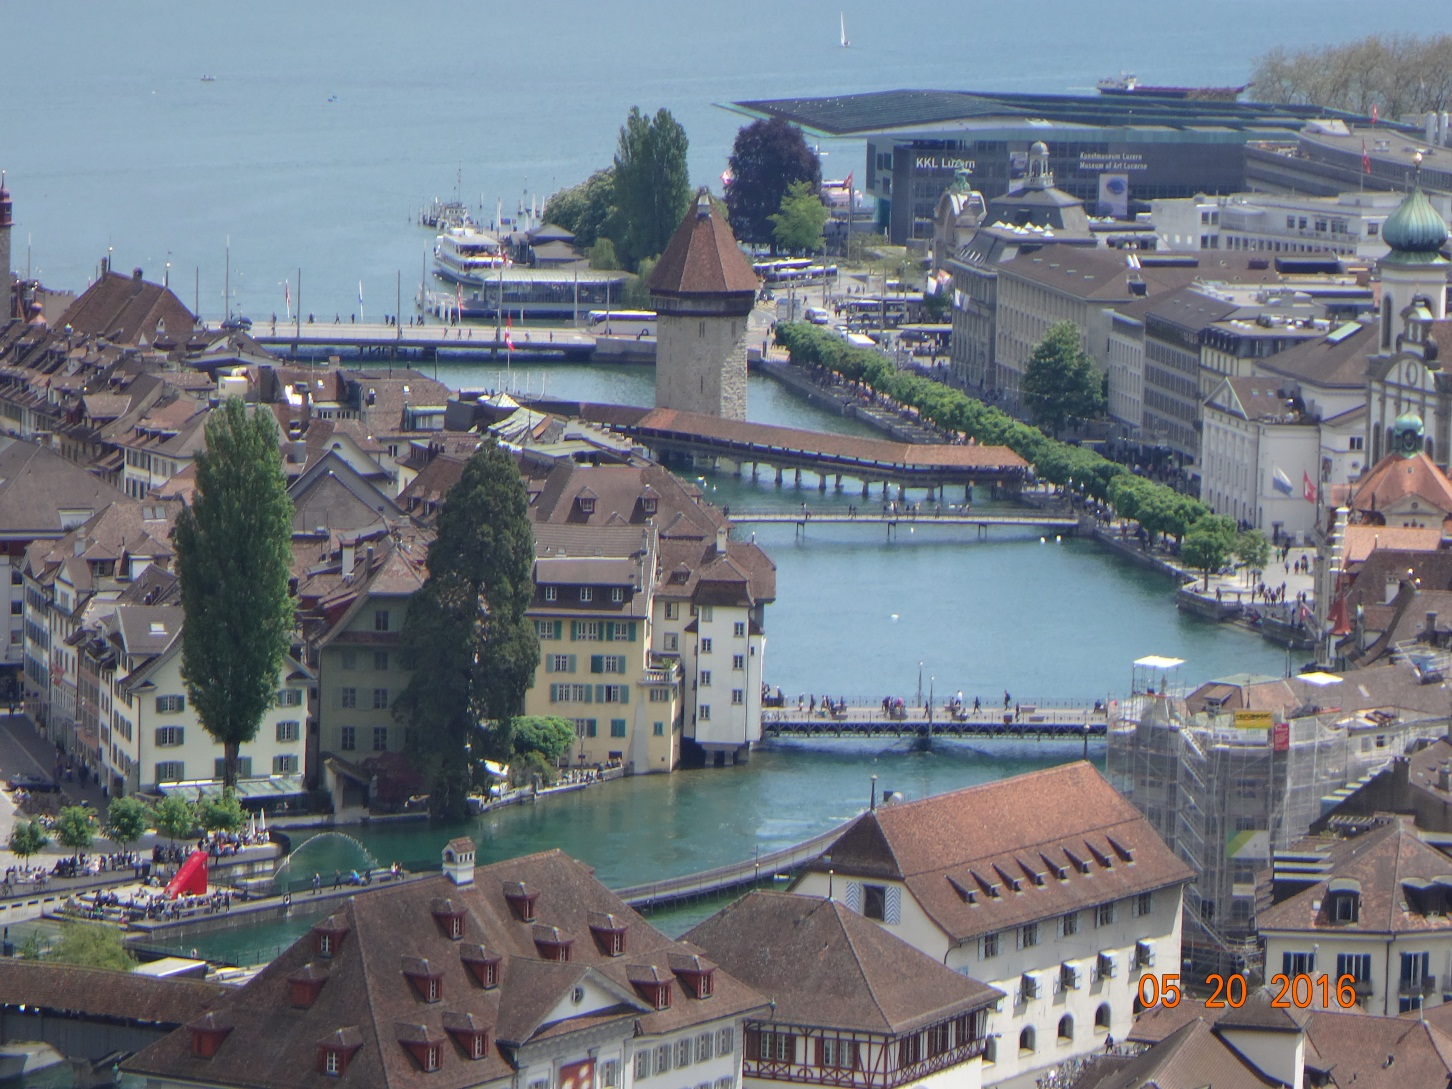 KKL Luzern
Kunstmuseum Luzern
Museum of Art Lucerne
05 20 2016